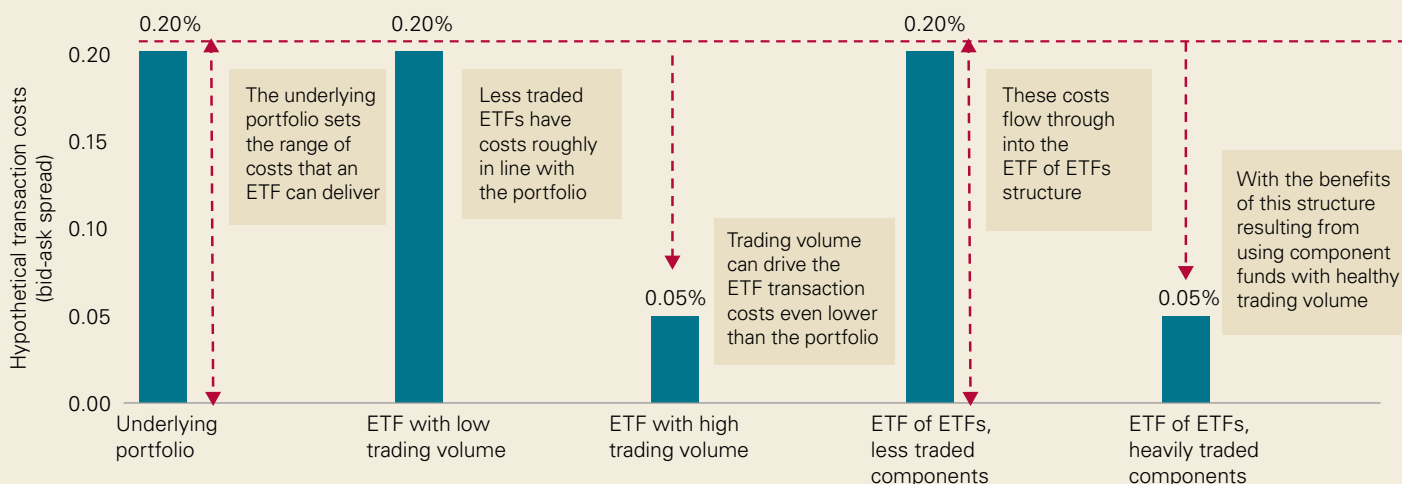 Hypothetical transaction costs
(bid-ask spread)
0.20
0.15
0.10
0.05
0.00
0.20%
0.20%
0.05%
0.20%
0.05%
The underlying
portfolio sets
the range of
costs that an
ETF can deliver
Less traded
ETFs have
costs roughly
in line with
the portfolio
Trading volume
can drive the
ETF transaction
costs even lower
than the portfolio
These costs
flow through
into the
ETF of ETFs
structure
With the benefits
of this structure
resulting from
using component
funds with healthy
trading volume
Underlying
portfolio
ETF with low
trading volume
ETF with high
trading volume
ETF of ETFs,
less traded
components
ETF of ETFs,
heavily traded
components